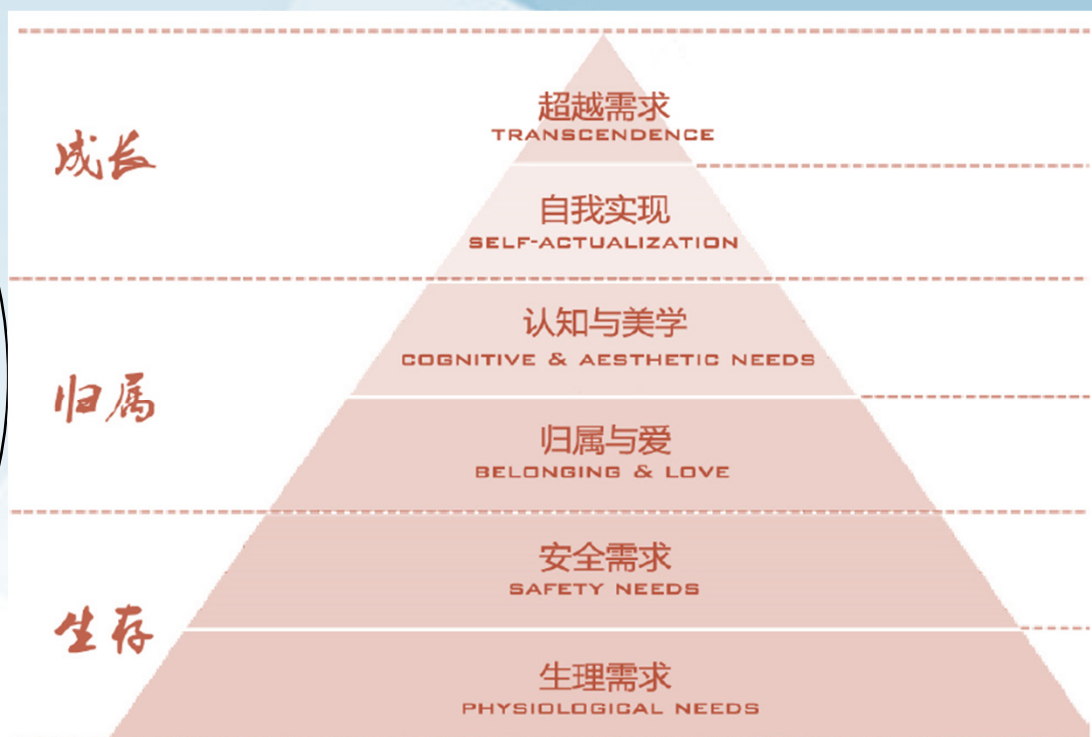 超越需求
TRANSCENDENCE
成长
自我实现
SELF-ACTUALIZATION
认知与美学
COGNITIVE & AESTHETIC NEEDS
归属
归属与爱
BELONGING & LOVE
安全需求
SAFETY NEEDS
生存
生理需求
PHYSIOLOGICAL NEEDS